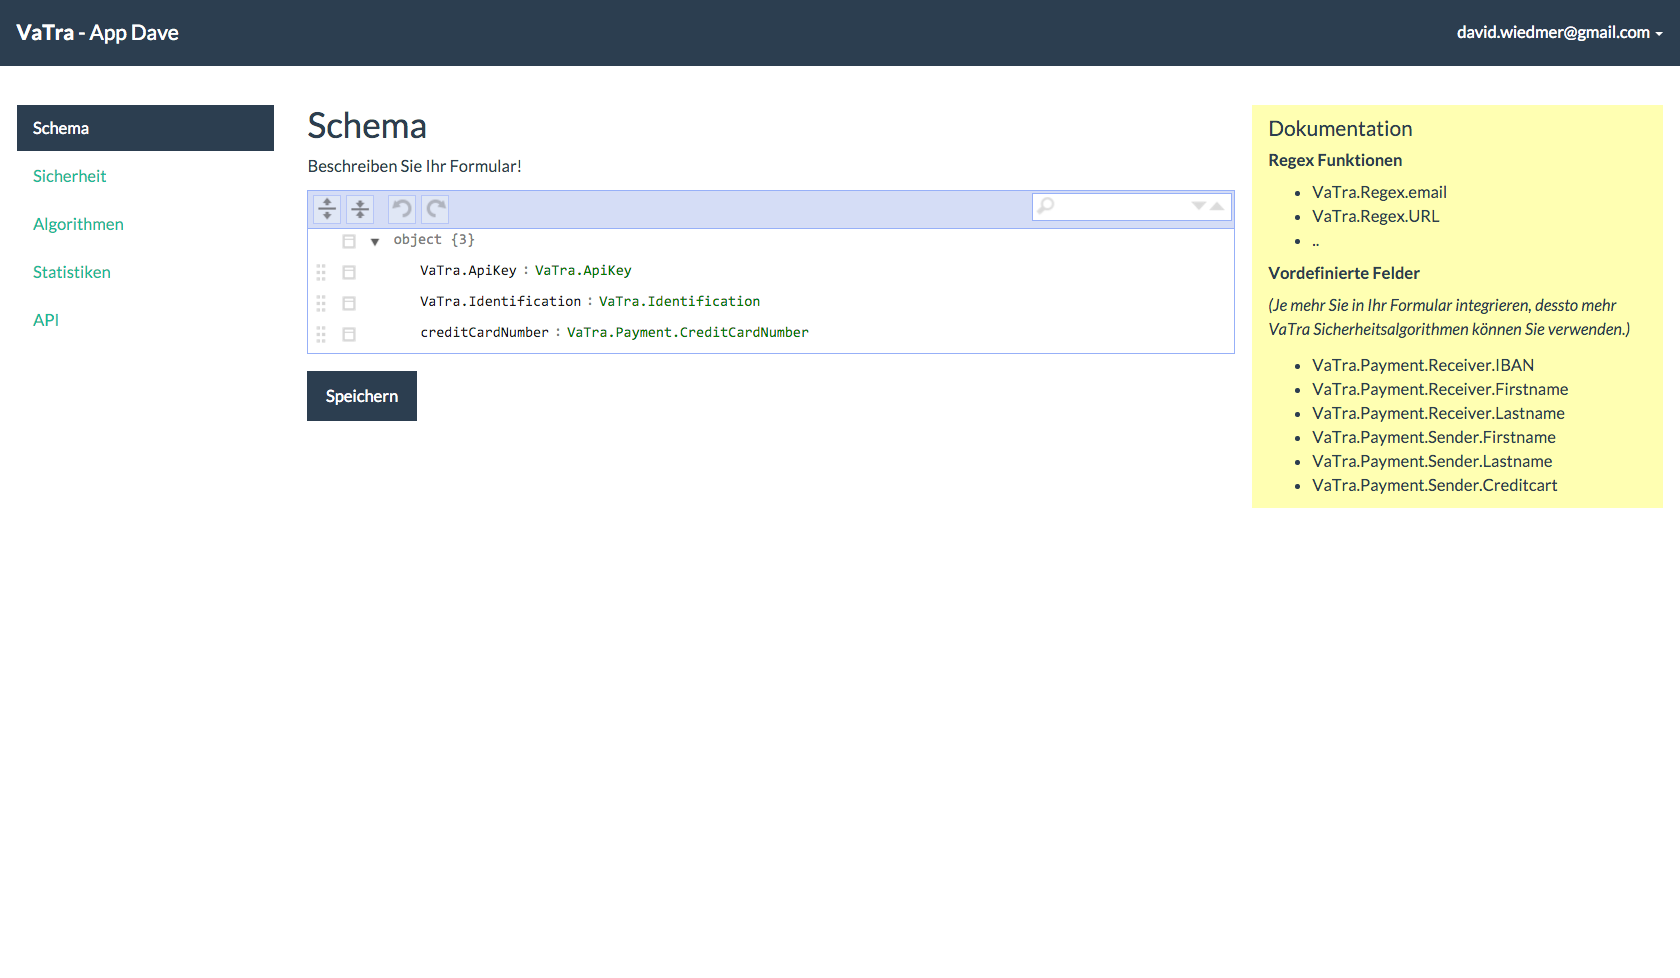 VaTra - App Dave
david.wiedmer@gmail.com
Schema
Sicherheit
Algorithmen
Statistiken
API
Schema
Beschreiben Sie Ihr Formular!
object {3}
VaTra.ApiKey : VaTra.ApiKey
VaTra.Identification : VaTra.Identification
creditCardNumber : VaTra.Payment.CreditCardNumber
Speichern
Dokumentation
Regex Funktionen
• VaTra.Regex.email
• VaTra.Regex.URL
• ..
Vordefinierte Felder
(Je mehr Sie in Ihr Formular integrieren, dessto mehr
VaTra Sicherheitsalgorithmen können Sie verwenden.)
• VaTra.Payment.Receiver.IBAN
• VaTra.Payment.Receiver.Firstname
• VaTra.Payment.Receiver.Lastname
• VaTra.Payment.Sender.Firstname
• VaTra.Payment.Sender.Lastname
• VaTra.Payment.Sender.Creditcart